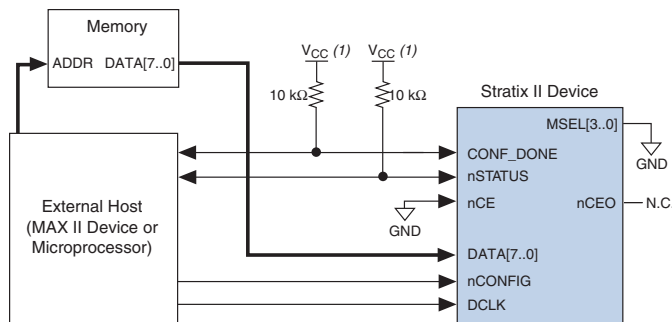 Memory
ADDR DATA[7..0]
V_CC (1) V_CC (1)
10 kΩ 10 kΩ
Stratix II Device
MSEL[3..0]
GND
CONF_DONE
nSTATUS
nCE
nCEO
N.C.
GND
External Host
(MAX II Device or
Microprocessor)
DATA[7..0]
nCONFIG
DCLK